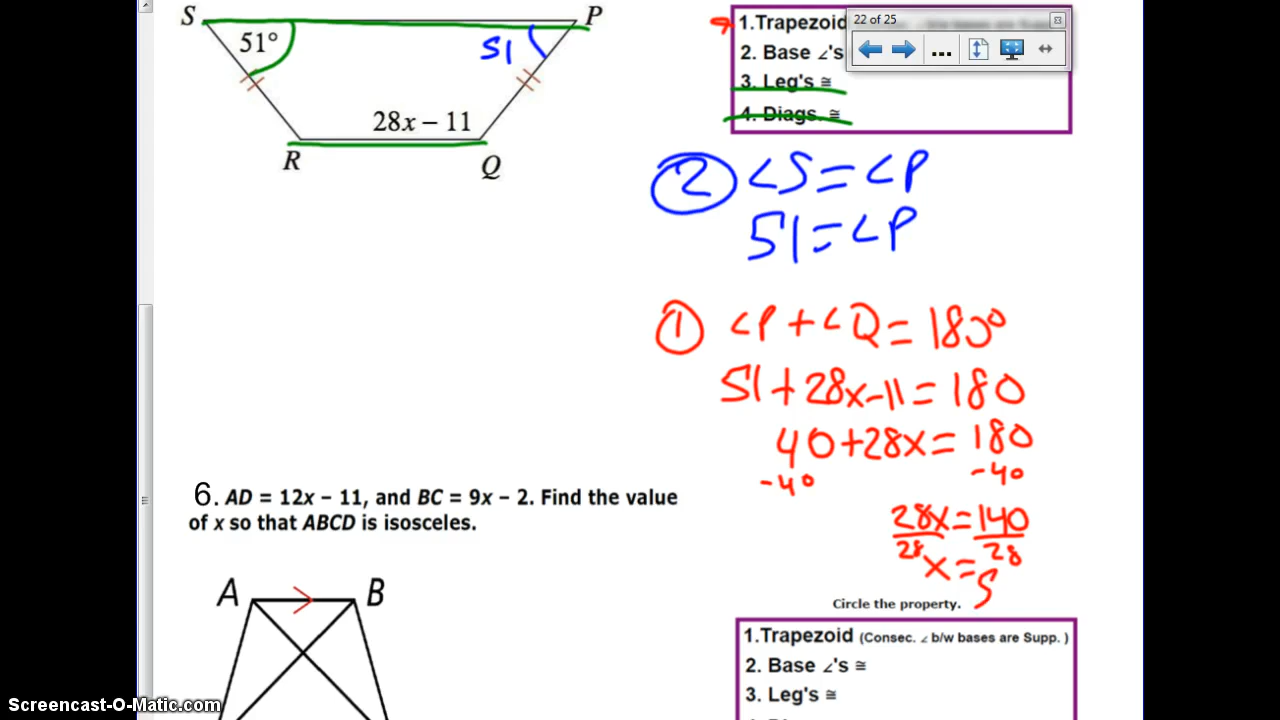 S
P
51°
51
28x − 11
R
Q
1.Trapezoid
2. Base ∠'s
3. Leg's ≅
4. Diags. ≅
22 of 25
...
② ∠S = ∠P
51 = ∠P
① ∠P + ∠Q = 180°
51 + 28x - 11 = 180
40 + 28x = 180
-40 -40
28x = 140
28 28
x = 5
6. AD = 12x − 11, and BC = 9x − 2. Find the value
of x so that ABCD is isosceles.
A
B
Circle the property.
1.Trapezoid (Consec. ∠ b/w bases are Supp. )
2. Base ∠'s ≅
3. Leg's ≅
Screencast-O-Matic.com